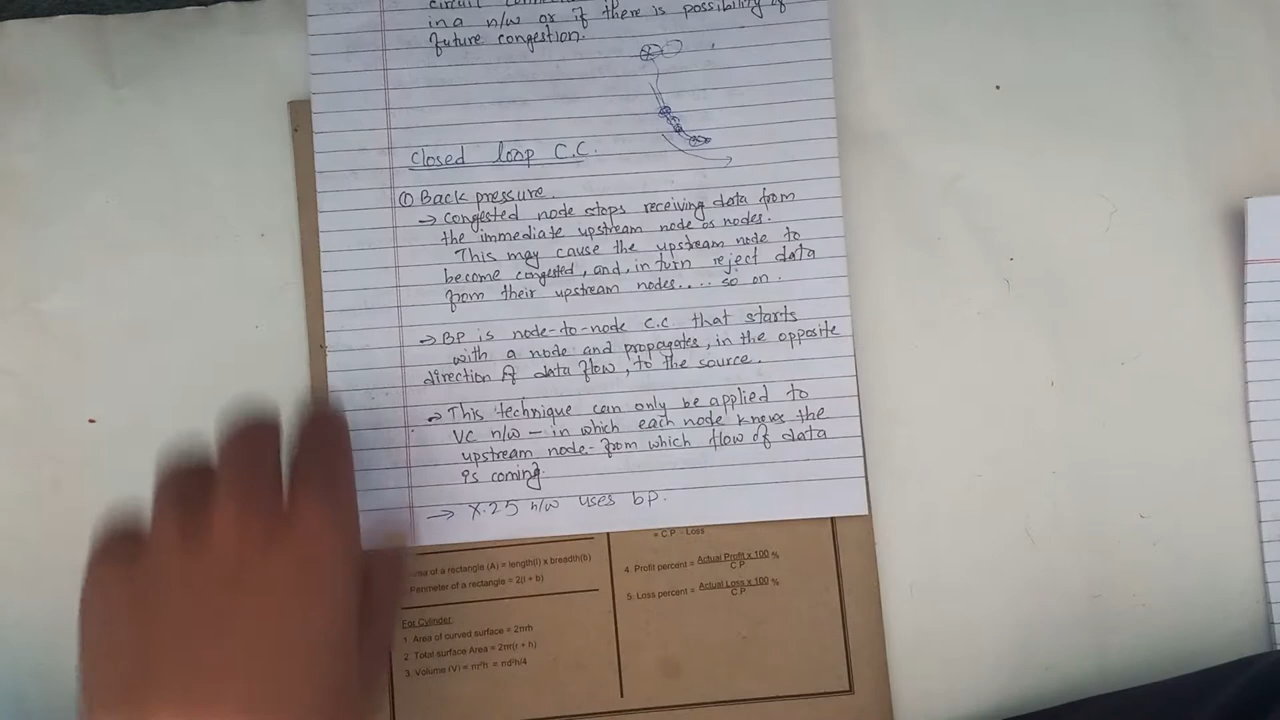 circuit
in a n/w or if there is possibility of
future congestion.
Closed loop C.C.
① Back pressure.
→ Congested node stops receiving data from
the immediate upstream node or nodes.
This may cause the upstream node to
become congested, and, in turn reject data
from their upstream nodes.... so on.
→ BP is node-to-node C.C. that starts
with a node and propagates, in the opposite
direction of data flow, to the source.
→ This technique can only be applied to
VC n/w – in which each node knows the
upstream node - from which flow of data
is coming.
→ X.25 n/w uses bp.
Area of a rectangle (A) = length(l) x breadth(b)
Perimeter of a rectangle = 2(l + b)
For Cylinder:
1. Area of curved surface = 2πrh
2. Total surface Area = 2πr(r + h)
3. Volume (V) = πr²h = πd²h/4
= C.P - Loss
4. Profit percent = Actual Profit x 100 %
C.P
5. Loss percent = Actual Loss x 100 %
C.P